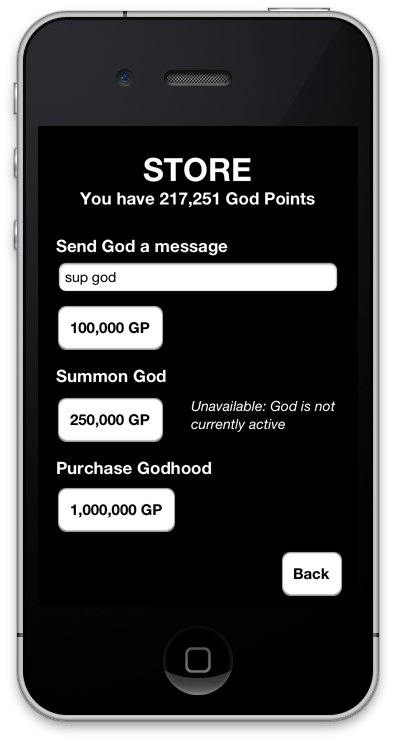 STORE
You have 217,251 God Points
Send God a message
sup god
100,000 GP
Summon God
250,000 GP
Unavailable: God is not
currently active
Purchase Godhood
1,000,000 GP
Back